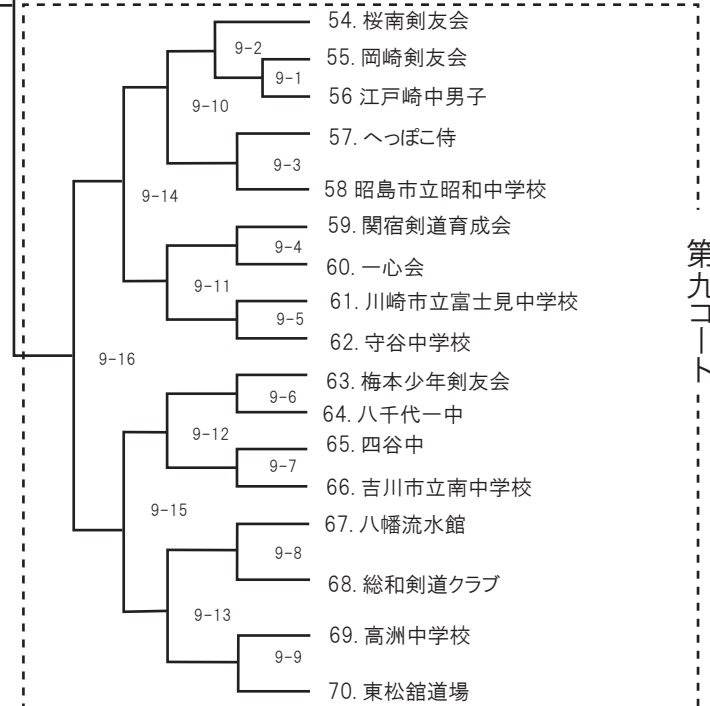 54. 桜南剣友会
9-2
55. 岡崎剣友会
9-1
56 江戸崎中男子
9-10
57. へっぽこ侍
9-3
58 昭島市立昭和中学校
9-14
59. 関宿剣道育成会
9-4
60. 一心会
9-11
61. 川崎市立富士見中学校
9-5
62. 守谷中学校
9-16
63. 梅本少年剣友会
9-6
64. 八千代一中
9-12
65. 四谷中
9-7
66. 吉川市立南中学校
9-15
67. 八幡流水館
9-8
68. 総和剣道クラブ
9-13
69. 高洲中学校
9-9
70. 東松舘道場
第九コート